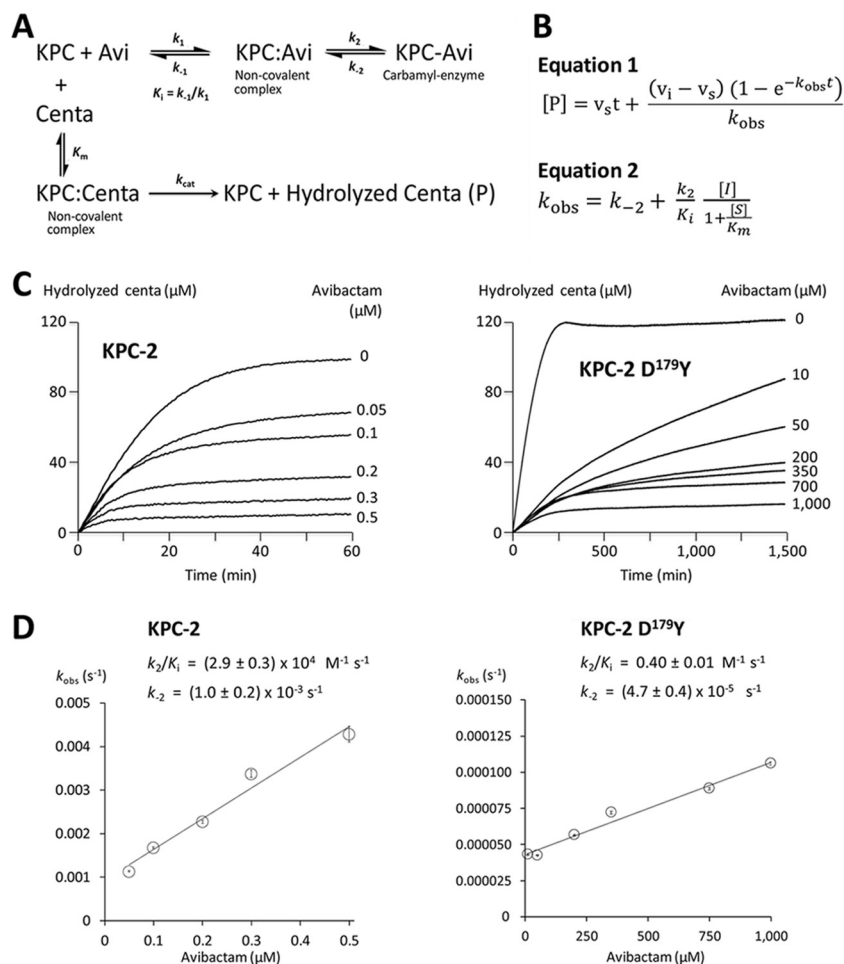 A
KPC + Avi
k1
k-1
Ki = k-1/k1
KPC:Avi
Non-covalent
complex
k2
k-2
KPC-Avi
Carbamyl-enzyme
+
Centa
Km
KPC:Centa
Non-covalent
complex
kcat
KPC + Hydrolyzed Centa (P)
B
Equation 1
[P] = vst + (vi − vs) (1 − e^−kobst) / kobs
Equation 2
kobs = k−2 + k2/Ki [I]/(1+[S]/Km)
C
Hydrolyzed centa (µM)
Avibactam
(µM)
KPC-2
120
80
40
0
0
0.05
0.1
0.2
0.3
0.5
0 20 40 60
Time (min)
Hydrolyzed centa (µM)
Avibactam (µM)
KPC-2 D179Y
120
80
40
0
0
10
50
200
350
700
1,000
0 500 1,000 1,500
Time (min)
D
KPC-2
k2/Ki = (2.9 ± 0.3) x 10⁴ M⁻¹ s⁻¹
k-2 = (1.0 ± 0.2) x 10⁻³ s⁻¹
kobs (s⁻¹)
0.005
0.004
0.003
0.002
0.001
0
0 0.1 0.2 0.3 0.4 0.5
Avibactam (µM)
KPC-2 D179Y
k2/Ki = 0.40 ± 0.01 M⁻¹ s⁻¹
k-2 = (4.7 ± 0.4) x 10⁻⁵ s⁻¹
kobs (s⁻¹)
0.000150
0.000125
0.000100
0.000075
0.000050
0.000025
0
0 250 500 750 1,000
Avibactam (µM)